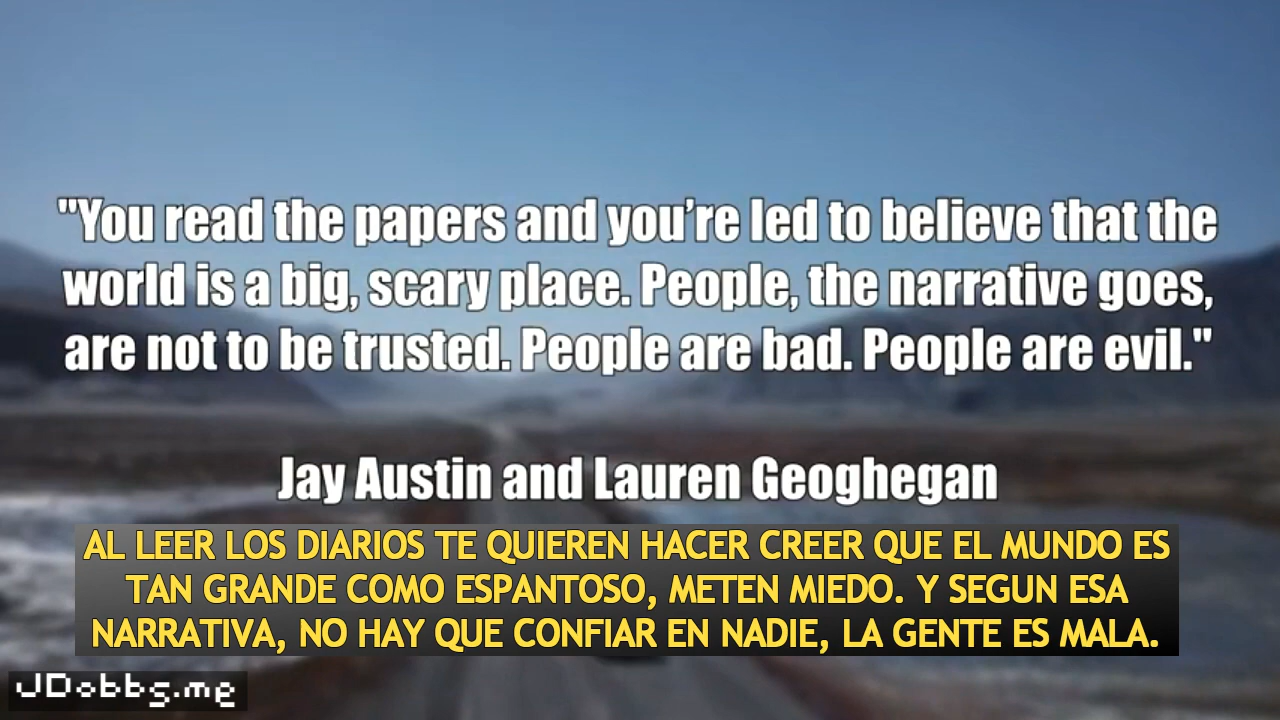 "You read the papers and you’re led to believe that the
world is a big, scary place. People, the narrative goes,
are not to be trusted. People are bad. People are evil."
Jay Austin and Lauren Geoghegan
AL LEER LOS DIARIOS TE QUIEREN HACER CREER QUE EL MUNDO ES
TAN GRANDE COMO ESPANTOSO, METEN MIEDO. Y SEGUN ESA
NARRATIVA, NO HAY QUE CONFIAR EN NADIE, LA GENTE ES MALA.
JDobbs.me